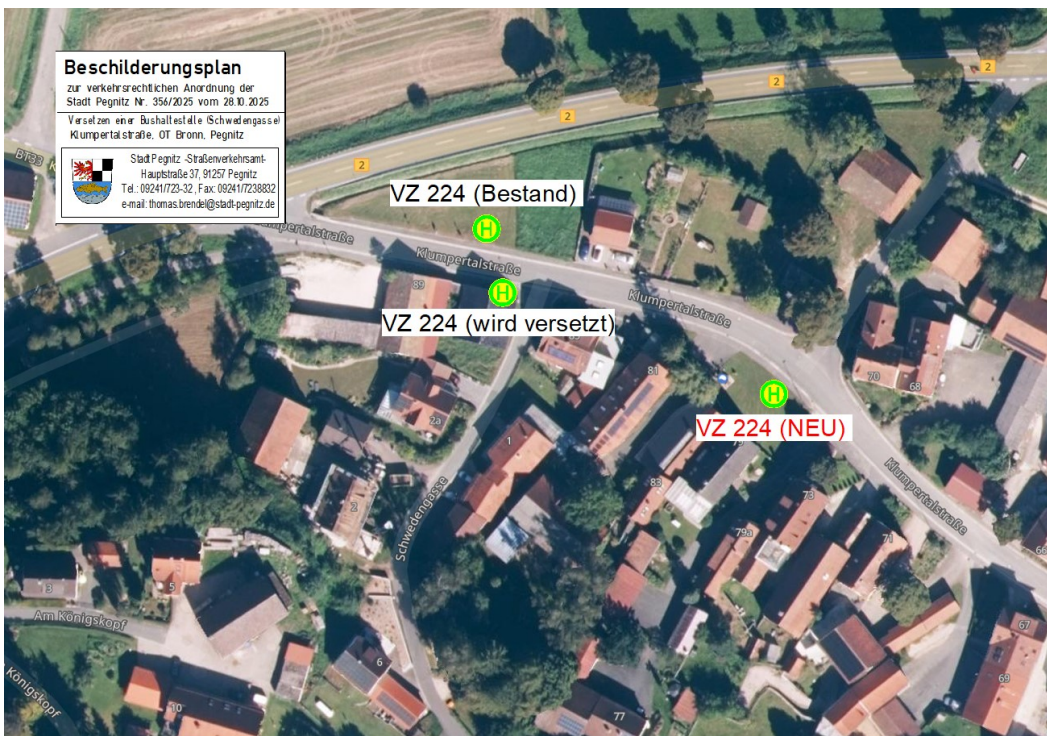 Beschilderungsplan
zur verkehrsrechtlichen Anordnung der
Stadt Pegnitz Nr. 356/2025 vom 28.10.2025
Versetzen einer Bushaltestelle (Schwedengasse)
Klumpertalstraße, OT Bronn, Pegnitz
Stadt Pegnitz -Straßenverkehrsamt-
Hauptstraße 37, 91257 Pegnitz
Tel.: 09241/723-32 , Fax: 09241/7238832
e-mail: thomas.brendel@stadt-pegnitz.de
BT33
2
2
2
2
VZ 224 (Bestand)
H
Klumpertalstraße
Klumpertalstraße
89
H
VZ 224 (wird versetzt)
Klumpertalstraße
81
70
68
H
VZ 224 (NEU)
2a
1
83
Klumpertalstraße
2
Schwedengasse
73
79a
71
66
3
5
Am Königskopf
6
67
69
Königskopf
10
77